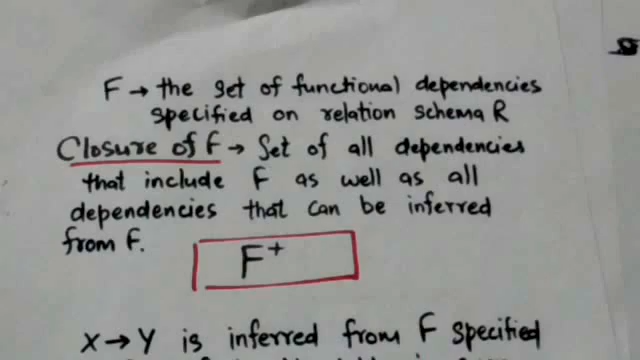 F → the set of functional dependencies
specified on relation schema R
Closure of F → Set of all dependencies
that include F as well as all
dependencies that can be inferred
from F.
F+
X → Y is inferred from F specified